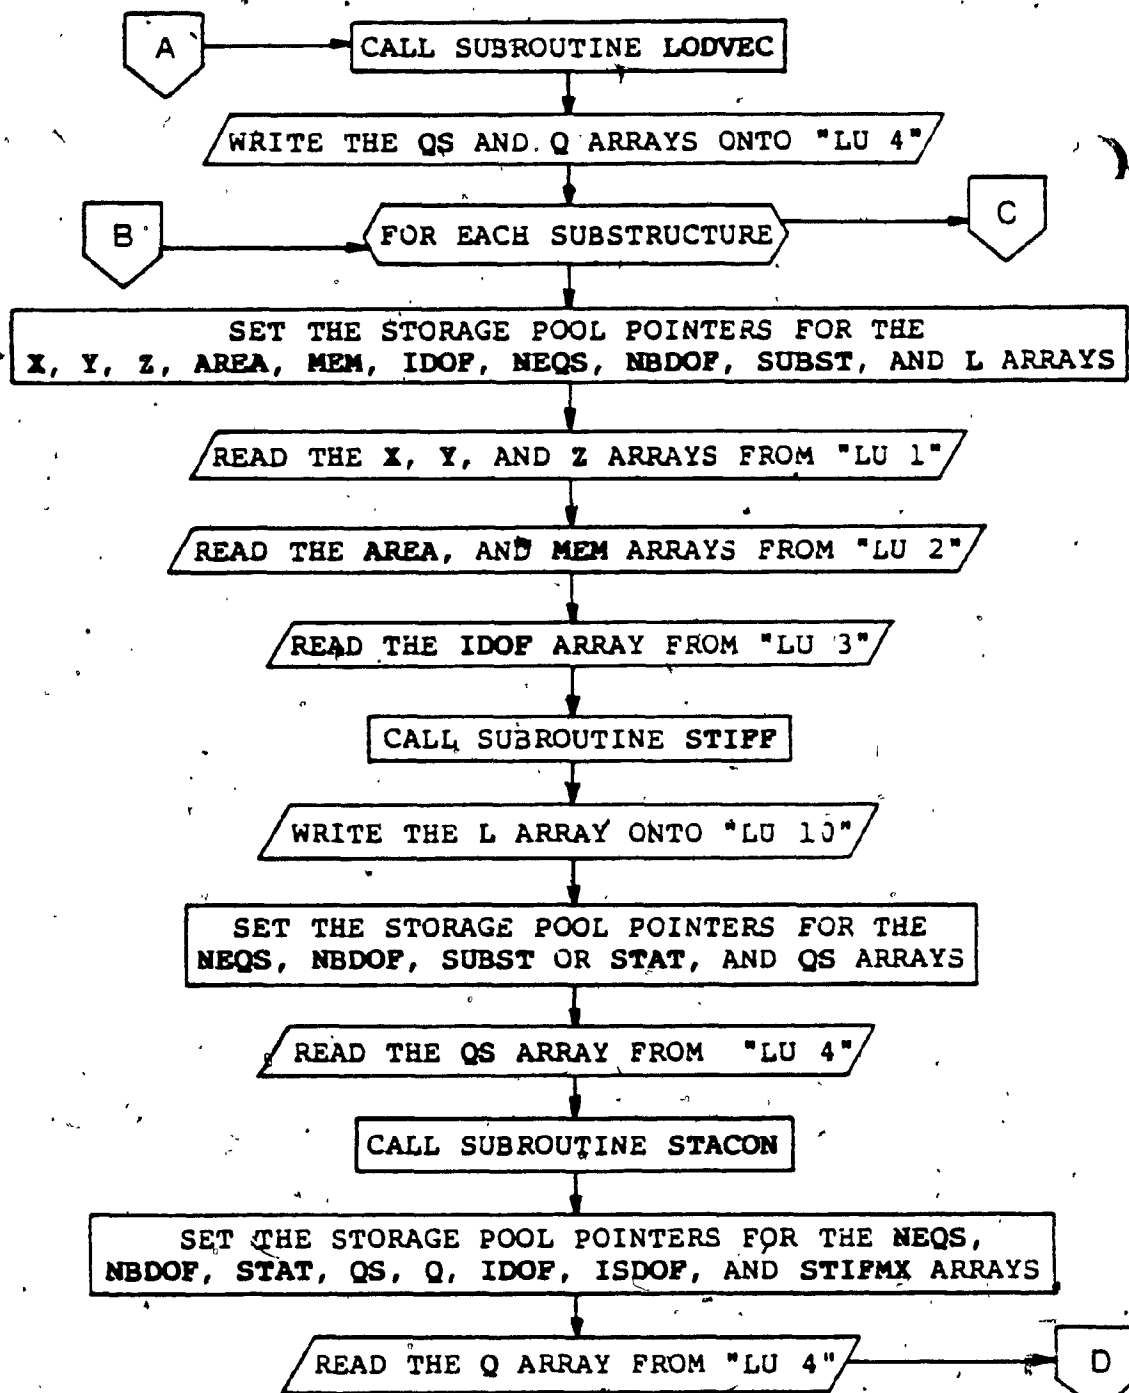 A
CALL SUBROUTINE LODVEC
WRITE THE QS AND Q ARRAYS ONTO "LU 4"
B
FOR EACH SUBSTRUCTURE
C
SET THE STORAGE POOL POINTERS FOR THE
X, Y, Z, AREA, MEM, IDOF, NEQS, NBDOF, SUBST, AND L ARRAYS
READ THE X, Y, AND Z ARRAYS FROM "LU 1"
READ THE AREA, AND MEM ARRAYS FROM "LU 2"
READ THE IDOF ARRAY FROM "LU 3"
CALL SUBROUTINE STIFF
WRITE THE L ARRAY ONTO "LU 10"
SET THE STORAGE POOL POINTERS FOR THE
NEQS, NBDOF, SUBST OR STAT, AND QS ARRAYS
READ THE QS ARRAY FROM "LU 4"
CALL SUBROUTINE STACON
SET THE STORAGE POOL POINTERS FOR THE NEQS,
NBDOF, STAT, QS, Q, IDOF, ISDOF, AND STIFMX ARRAYS
READ THE Q ARRAY FROM "LU 4"
D